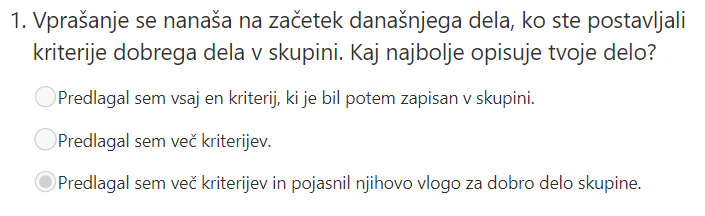 1. Vprašanje se nanaša na začetek današnjega dela, ko ste postavljali
kriterije dobrega dela v skupini. Kaj najbolje opisuje tvoje delo?
Predlagal sem vsaj en kriterij, ki je bil potem zapisan v skupini.
Predlagal sem več kriterijev.
Predlagal sem več kriterijev in pojasnil njihovo vlogo za dobro delo skupine.